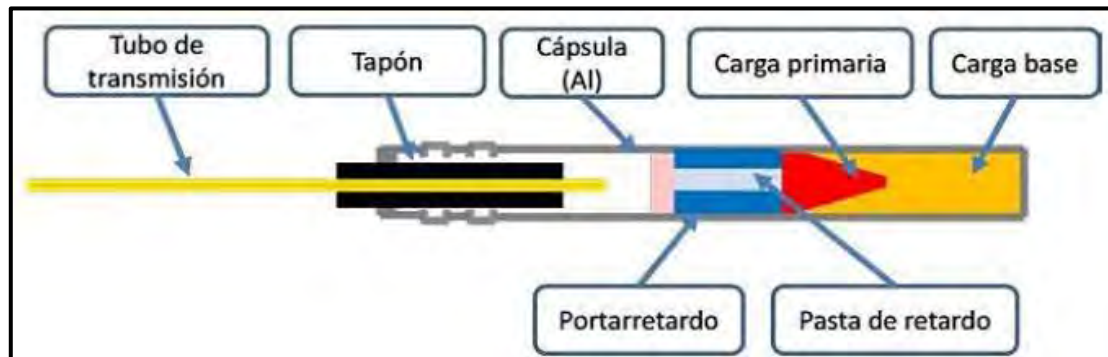 Tubo de
transmisión
Tapón
Cápsula
(Al)
Carga primaria
Carga base
Portarretardo
Pasta de retardo